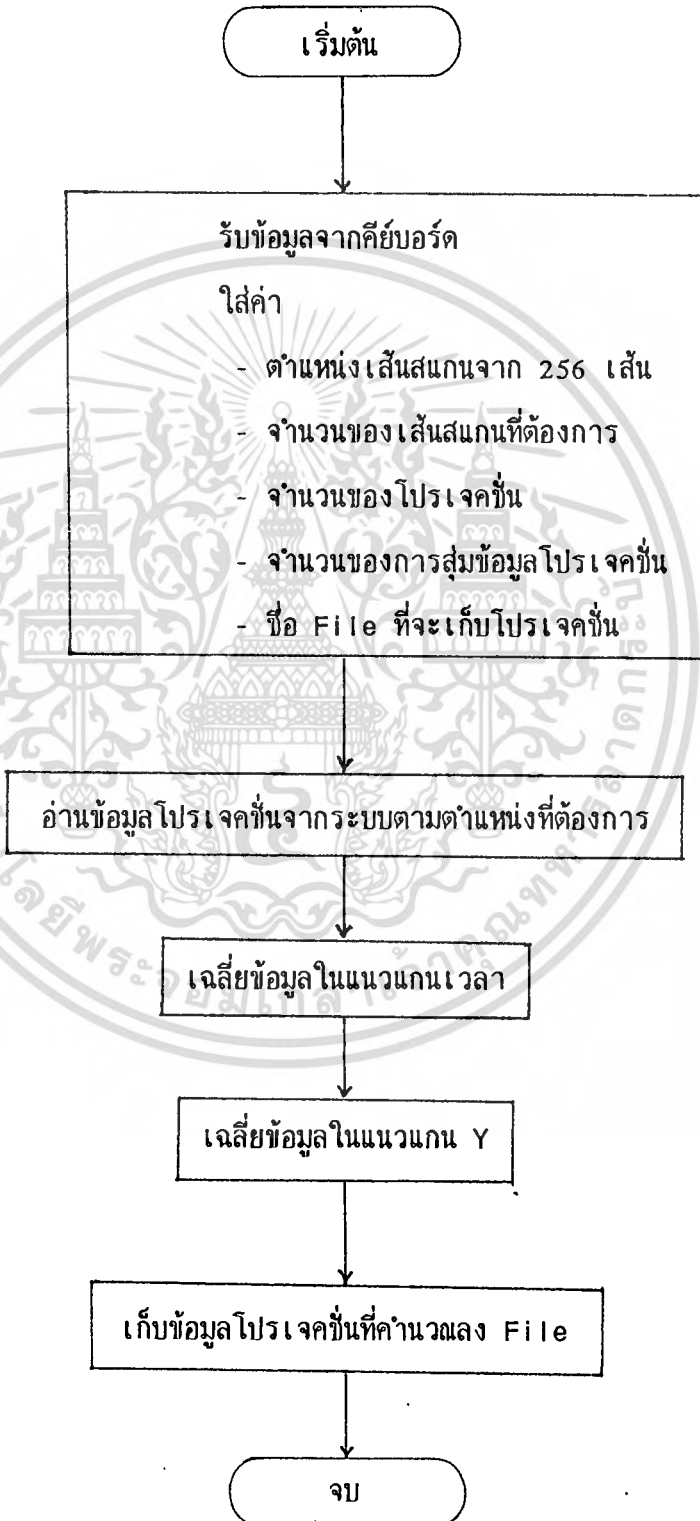 เริ่มต้น
รับข้อมูลจากคีย์บอร์ด
ใส่ค่า
- ตำแหน่งเส้นสแกนจาก 256 เส้น
- จำนวนของเส้นสแกนที่ต้องการ
- จำนวนของโปรเจคชั่น
- จำนวนของการสุ่มข้อมูลโปรเจคชั่น
- ชื่อ File ที่จะเก็บโปรเจคชั่น
อ่านข้อมูลโปรเจคชั่นจากระบบตามตำแหน่งที่ต้องการ
เฉลี่ยข้อมูลในแนวแกนเวลา
เฉลี่ยข้อมูลในแนวแกน Y
เก็บข้อมูลโปรเจคชั่นที่คำนวณลง File
จบ